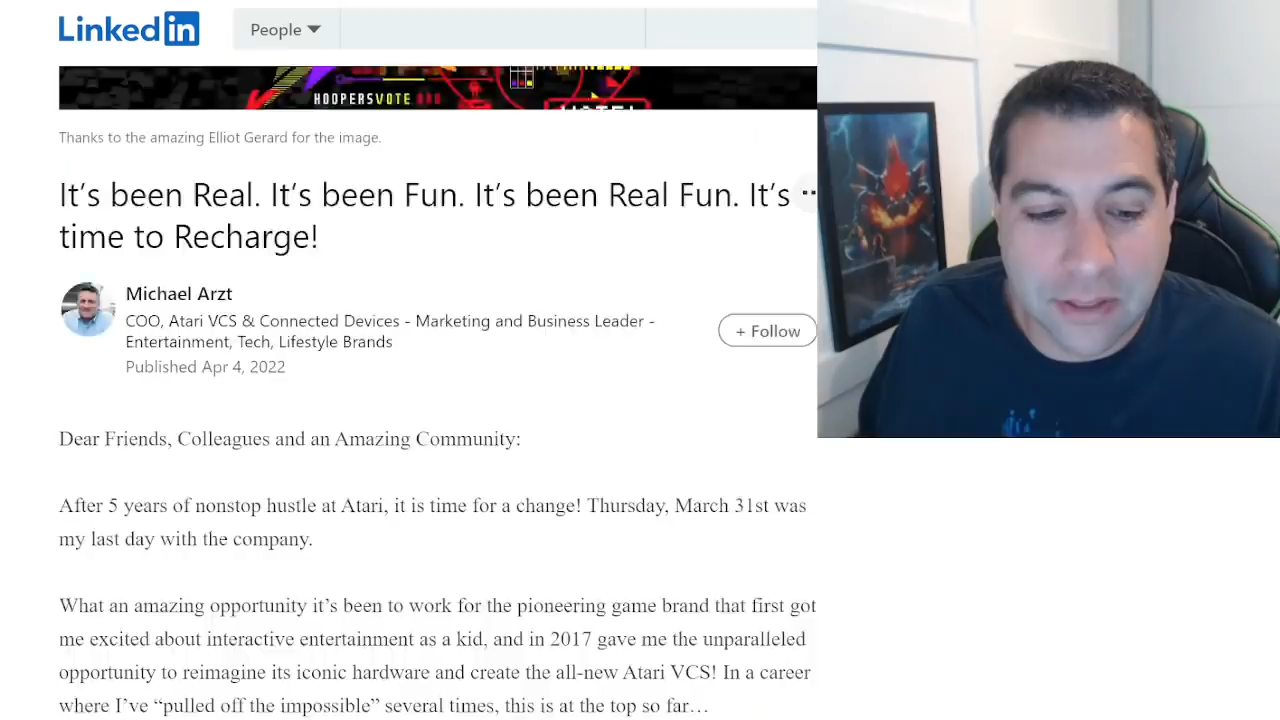 Linked in
People
HOOPERSVOTE
Thanks to the amazing Elliot Gerard for the image.
It’s been Real. It’s been Fun. It’s been Real Fun. It’s
time to Recharge!
Michael Arzt
COO, Atari VCS & Connected Devices - Marketing and Business Leader -
Entertainment, Tech, Lifestyle Brands
+ Follow
Published Apr 4, 2022
Dear Friends, Colleagues and an Amazing Community:
After 5 years of nonstop hustle at Atari, it is time for a change! Thursday, March 31st was
my last day with the company.
What an amazing opportunity it’s been to work for the pioneering game brand that first got
me excited about interactive entertainment as a kid, and in 2017 gave me the unparalleled
opportunity to reimagine its iconic hardware and create the all-new Atari VCS! In a career
where I’ve “pulled off the impossible” several times, this is at the top so far…